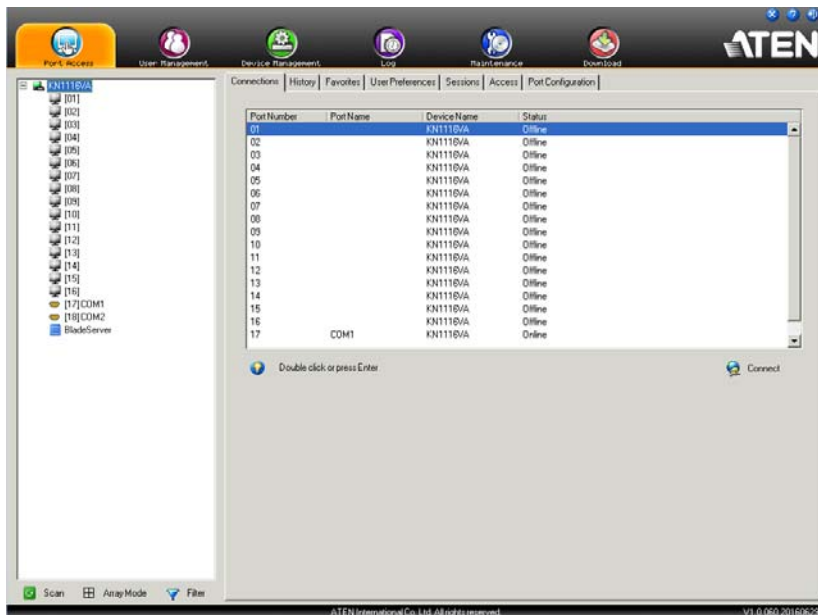 ATEN
Port Access User Management Device Management Log Maintenance Download
KN1116VA
[01]
[02]
[03]
[04]
[05]
[06]
[07]
[08]
[09]
[10]
[11]
[12]
[13]
[14]
[15]
[16]
[17]COM1
[18]COM2
BladeServer
Connections History Favorites User Preferences Sessions Access Port Configuration
Port Number Port Name Device Name Status
01 KN1116VA Offline
02 KN1116VA Offline
03 KN1116VA Offline
04 KN1116VA Offline
05 KN1116VA Offline
06 KN1116VA Offline
07 KN1116VA Offline
08 KN1116VA Offline
09 KN1116VA Offline
10 KN1116VA Offline
11 KN1116VA Offline
12 KN1116VA Offline
13 KN1116VA Offline
14 KN1116VA Offline
15 KN1116VA Offline
16 KN1116VA Offline
17 COM1 KN1116VA Online
Double click or press Enter
Connect
Scan Array Mode Filter
ATEN International Co. Ltd. All rights reserved.
V1.0.060.20160629